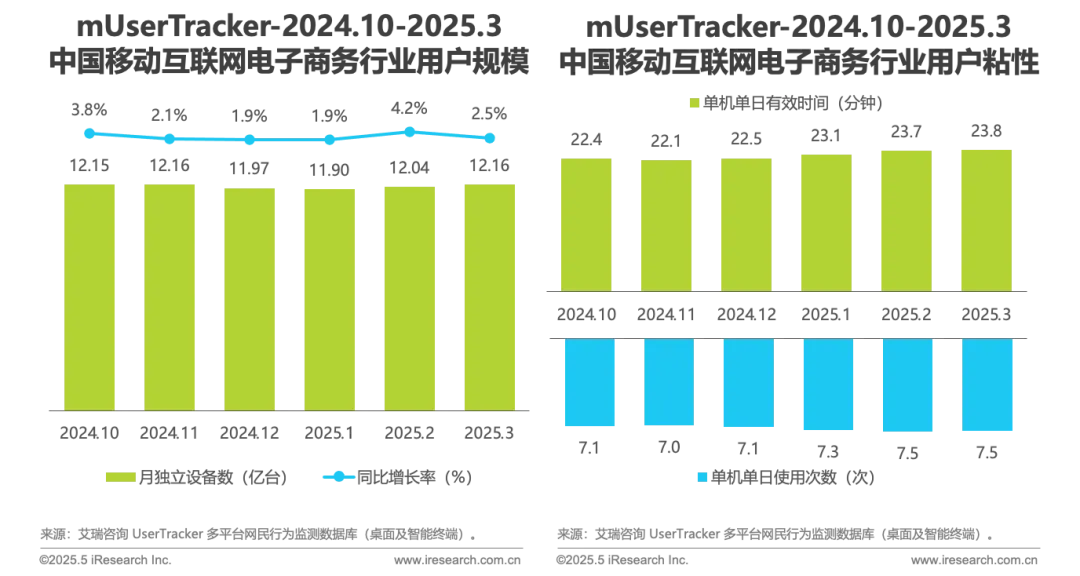 mUserTracker-2024.10-2025.3
中国移动互联网电子商务行业用户规模
3.8% 2.1% 1.9% 1.9% 4.2% 2.5%
12.15 12.16 11.97 11.90 12.04 12.16
2024.10 2024.11 2024.12 2025.1 2025.2 2025.3
月独立设备数（亿台） 同比增长率（%）
来源：艾瑞咨询 UserTracker 多平台网民行为监测数据库（桌面及智能终端）。
©2025.5 iResearch Inc. www.iresearch.com.cn
mUserTracker-2024.10-2025.3
中国移动互联网电子商务行业用户粘性
单机单日有效时间（分钟）
22.4 22.1 22.5 23.1 23.7 23.8
2024.10 2024.11 2024.12 2025.1 2025.2 2025.3
7.1 7.0 7.1 7.3 7.5 7.5
单机单日使用次数（次）
来源：艾瑞咨询 UserTracker 多平台网民行为监测数据库（桌面及智能终端）。
©2025.5 iResearch Inc. www.iresearch.com.cn